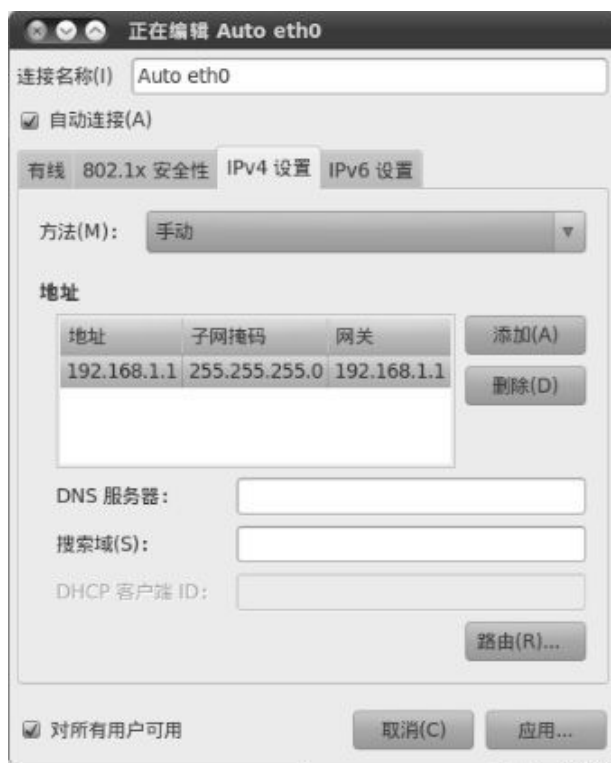 正在编辑 Auto eth0
连接名称(I) Auto eth0
自动连接(A)
有线 802.1x 安全性 IPv4 设置 IPv6 设置
方法(M): 手动
地址
地址 子网掩码 网关 添加(A)
192.168.1.1 255.255.255.0 192.168.1.1
删除(D)
DNS 服务器:
搜索域(S):
DHCP 客户端 ID:
路由(R)...
对所有用户可用 取消(C) 应用...